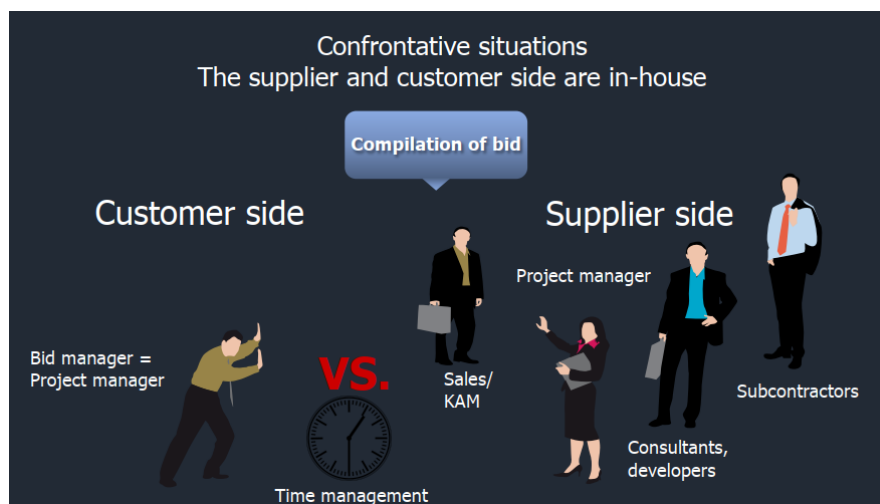 Confrontative situations
The supplier and customer side are in-house
Compilation of bid
Customer side
Supplier side
Project manager
Bid manager =
Project manager
VS.
Sales/
KAM
Subcontractors
Consultants,
developers
Time management